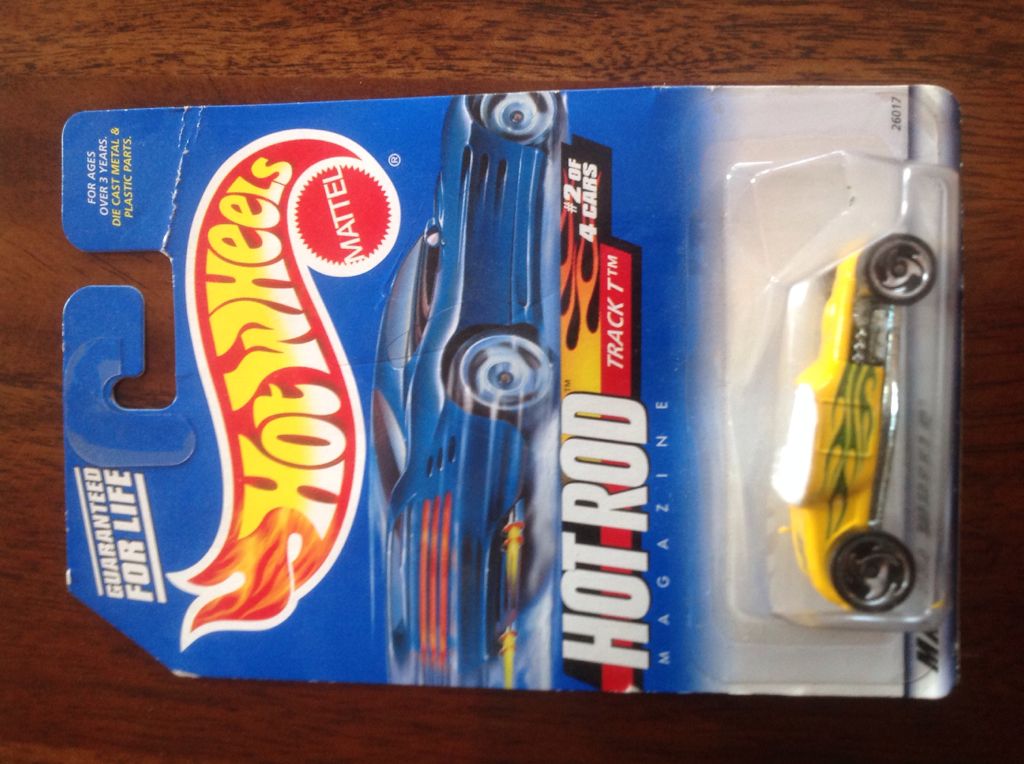 FOR AGES
OVER 3 YEARS.
DIE CAST METAL &
PLASTIC PARTS.
GUARANTEED
FOR LIFE
HOT WHEELS
®
MATTEL
#2 OF
4 CARS
TRACK T™
HOT ROD™
MAGAZINE
26017